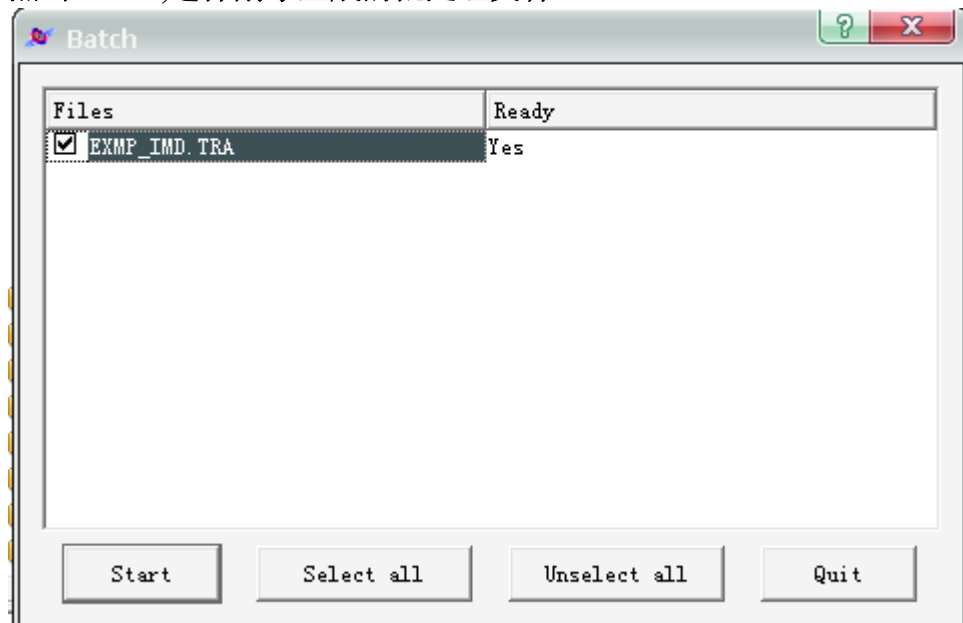 Batch
Files Ready
EXMP_IMD.TRA Yes
Start Select all Unselect all Quit